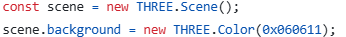 const scene = new THREE.Scene();
scene.background = new THREE.Color(0x060611);